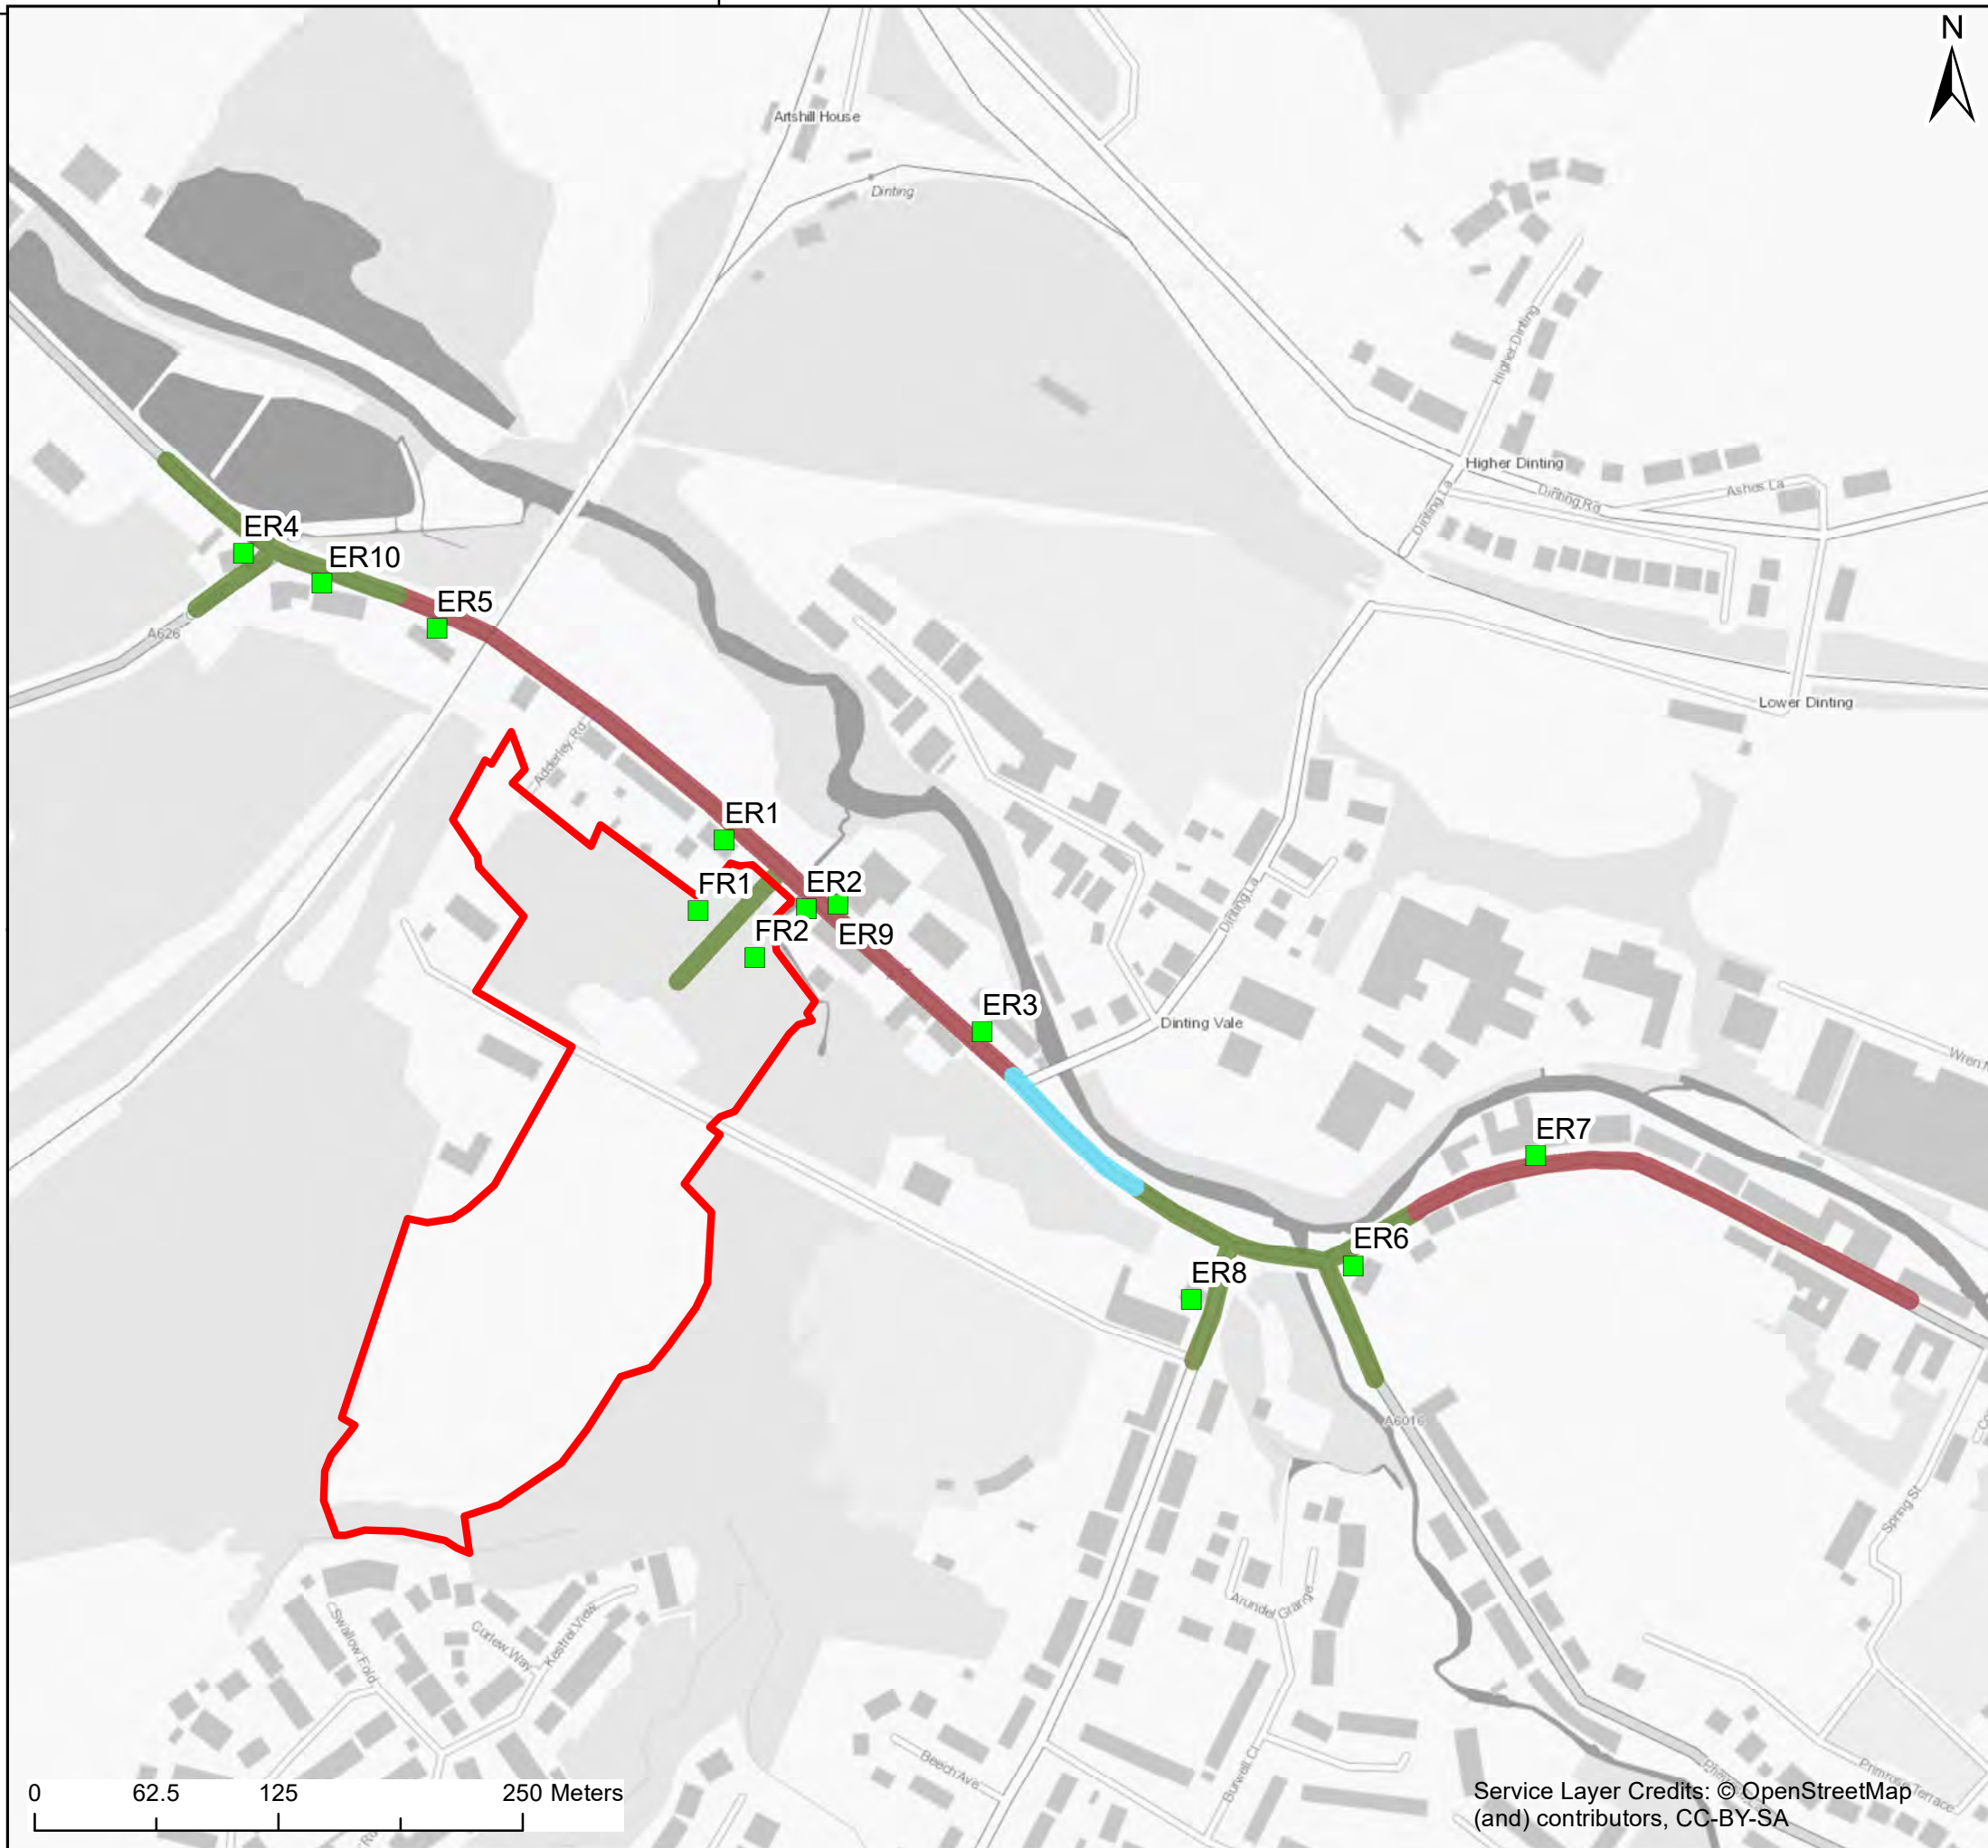 N
Artshill House
Dinting
Higher Dinting
Higher Dinting
Dinting Rd
Ashes La
Dinting La
ER4
ER10
ER5
A626
Lower Dinting
Adderley Rd
ER1
FR1
ER2
FR2
ER9
Dinting La
ER3
Dinting Vale
ER7
ER6
ER8
A6016
Spring St
Arundel Grange
Swallow Fold
Curlew Way
Kestrel View
Beech Ave
Burwell Cl
Primrose Terrace
0 62.5 125 250 Meters
Service Layer Credits: © OpenStreetMap
(and) contributors, CC-BY-SA